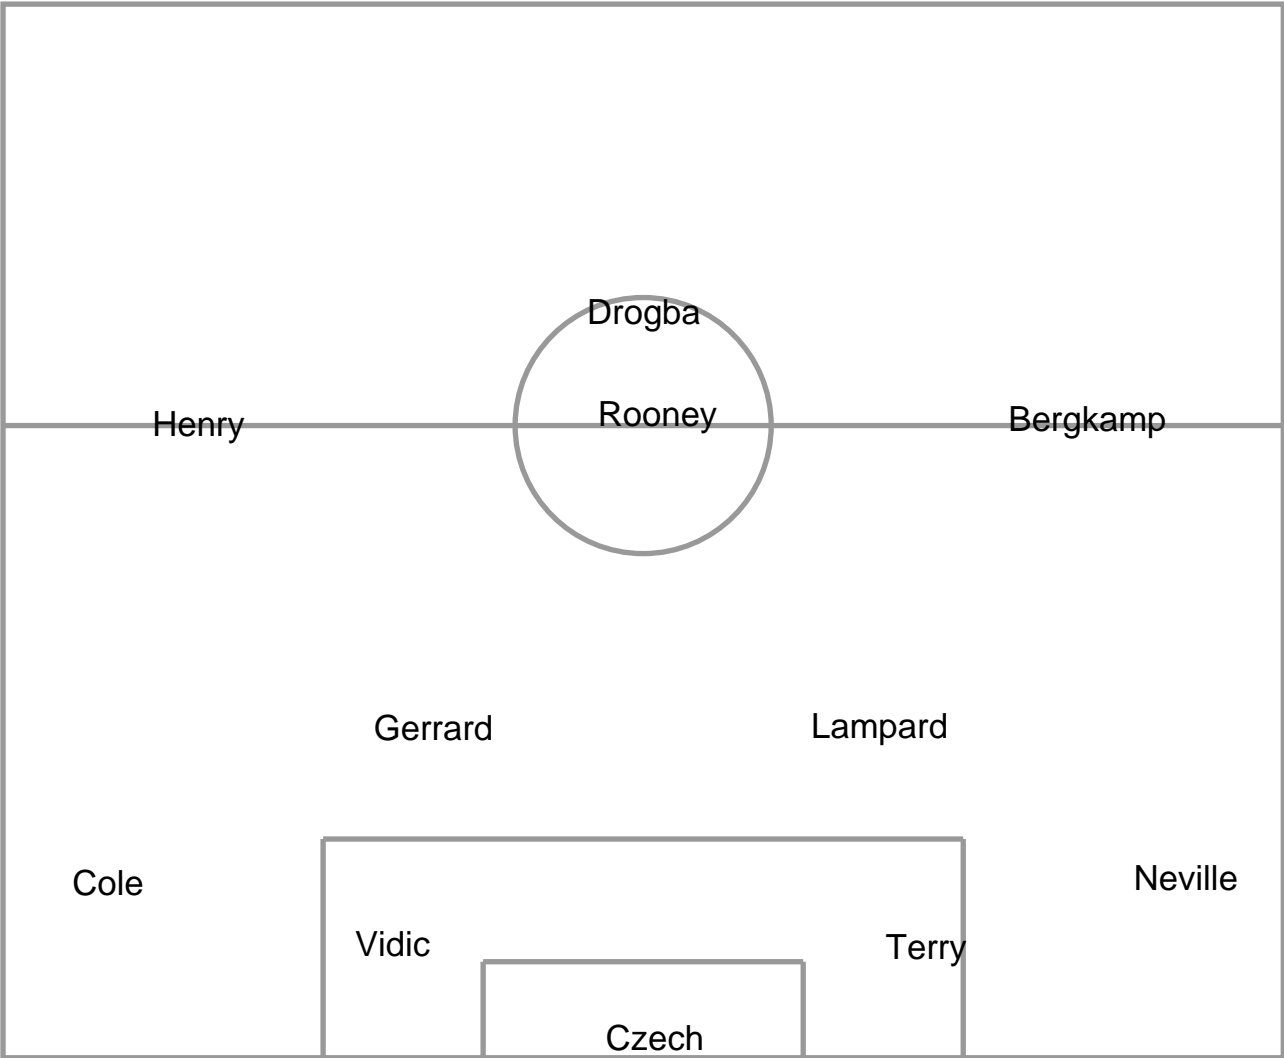 Drogba
Henry
Rooney
Bergkamp
Gerrard
Lampard
Cole
Neville
Vidic
Terry
Czech